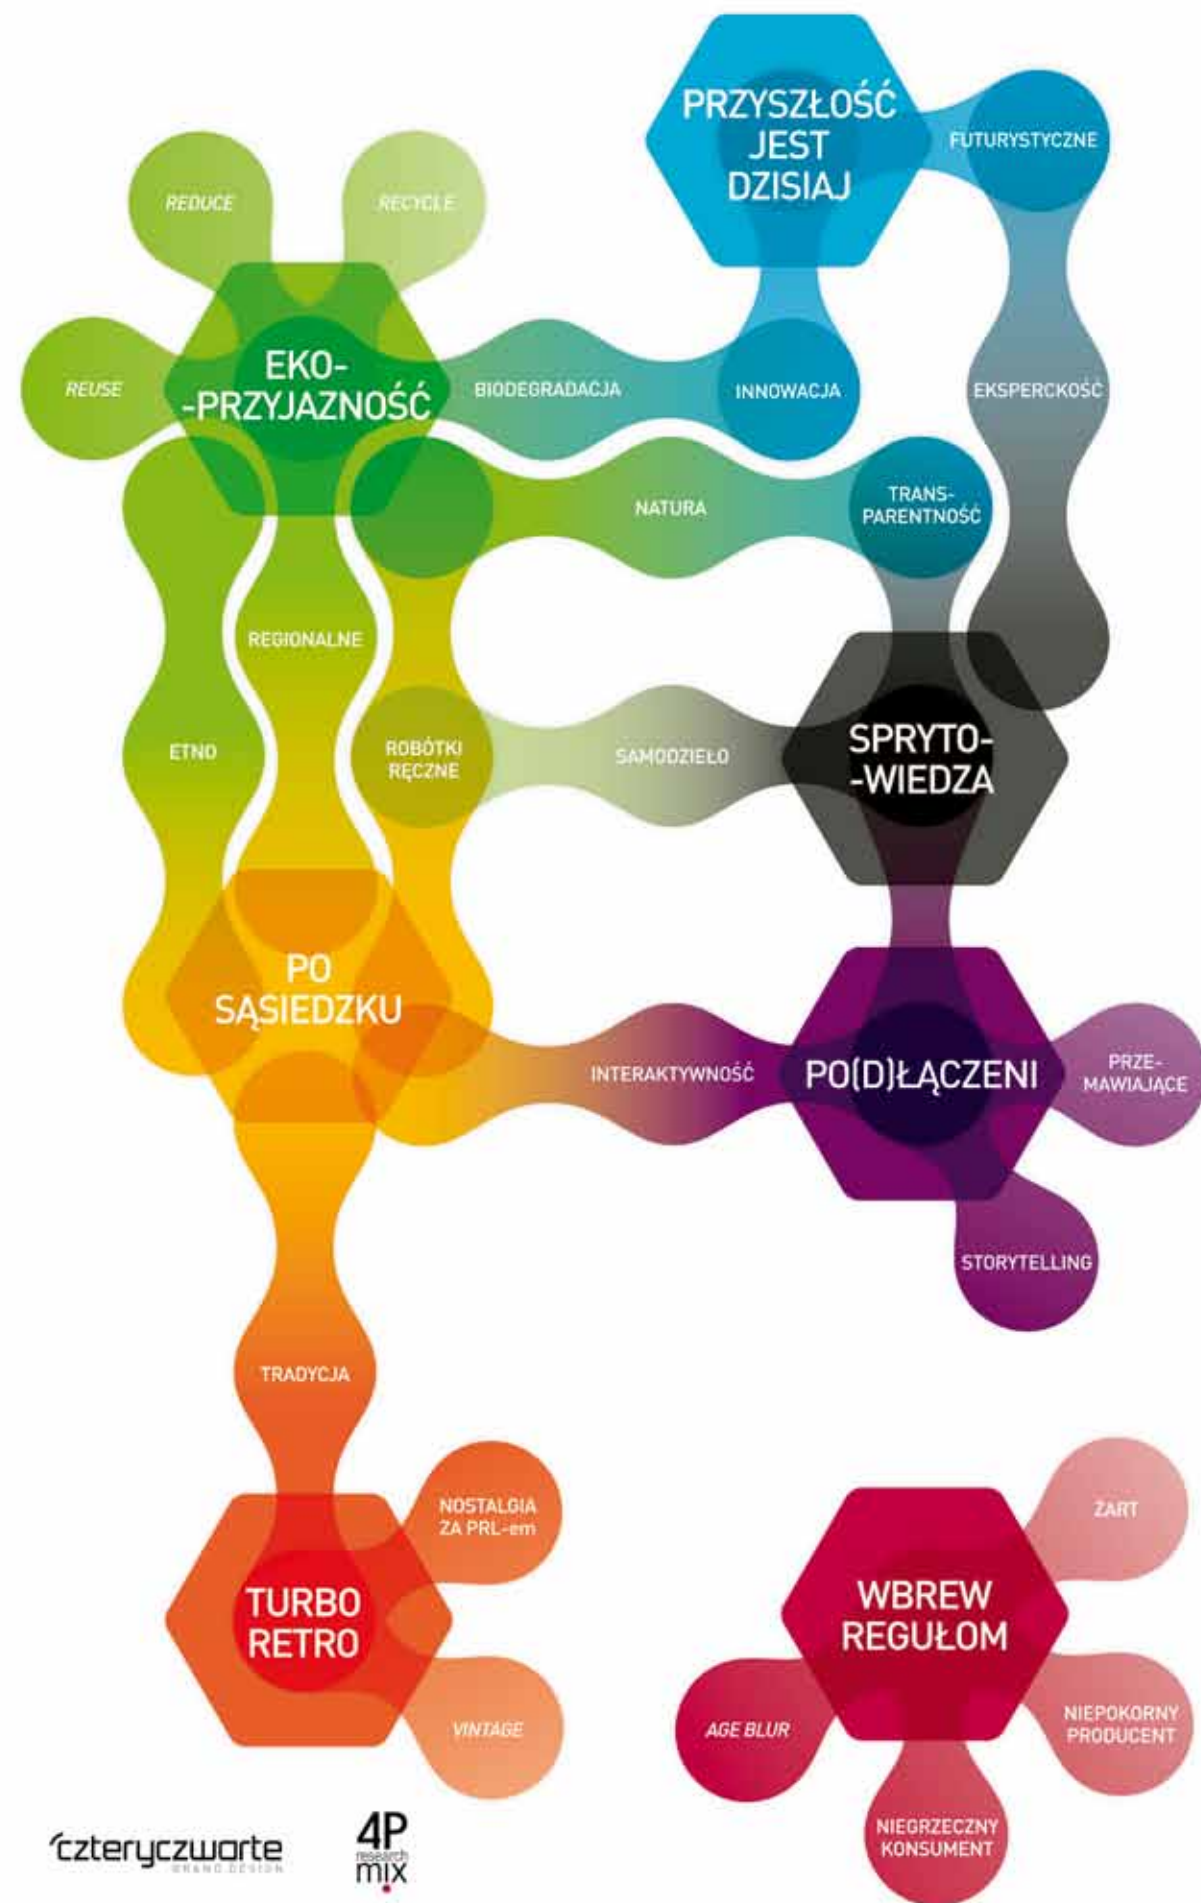 PRZYSZŁOŚĆ
JEST
DZISIAJ
FUTURYSTYCZNE
REDUCE
RECYCLE
EKO-
-PRZYJAZNOŚĆ
REUSE
BIODEGRADACJA
INNOWACJA
EKSPERCKOŚĆ
NATURA
TRANS-
PARENTNOŚĆ
REGIONALNE
ETNO
ROBÓTKI
RĘCZNE
SAMODZIEŁO
SPRYTO-
-WIEDZA
PO
SĄSIEDZKU
INTERAKTYWNOŚĆ
PO(D)ŁĄCZENI
PRZE-
MAWIAJĄCE
STORYTELLING
TRADYCJA
NOSTALGIA
ZA PRL-em
TURBO
RETRO
VINTAGE
ŻART
WBREW
REGUŁOM
AGE BLUR
NIEPOKORNY
PRODUCENT
NIEGRZECZNY
KONSUMENT
czteryczwarte
BRAND DESIGN
4P
research
mix